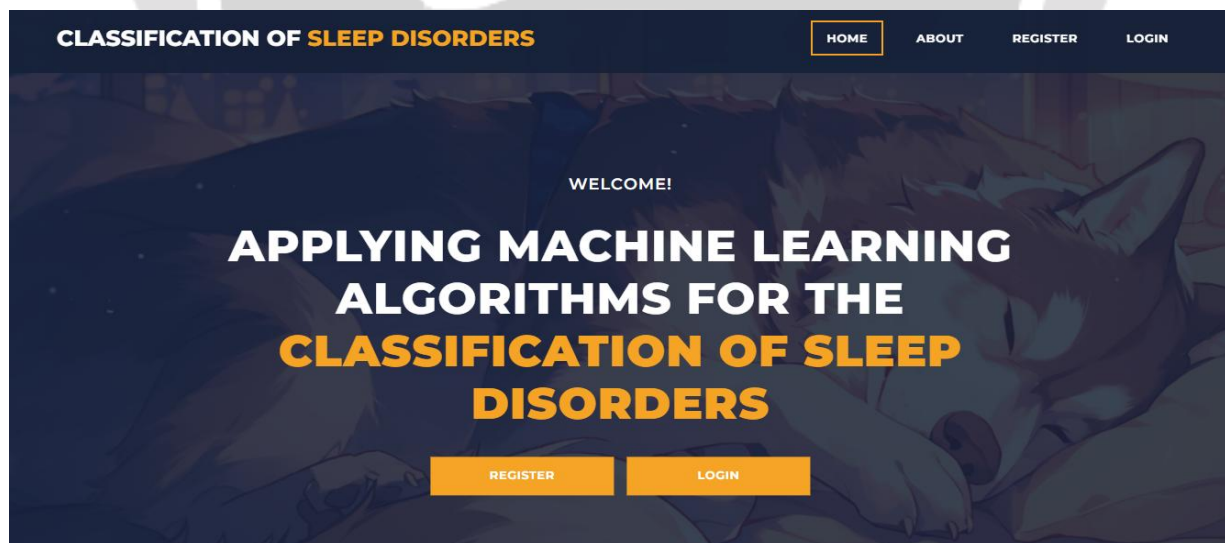 CLASSIFICATION OF SLEEP DISORDERS
HOME ABOUT REGISTER LOGIN
WELCOME!
APPLYING MACHINE LEARNING
ALGORITHMS FOR THE
CLASSIFICATION OF SLEEP
DISORDERS
REGISTER LOGIN